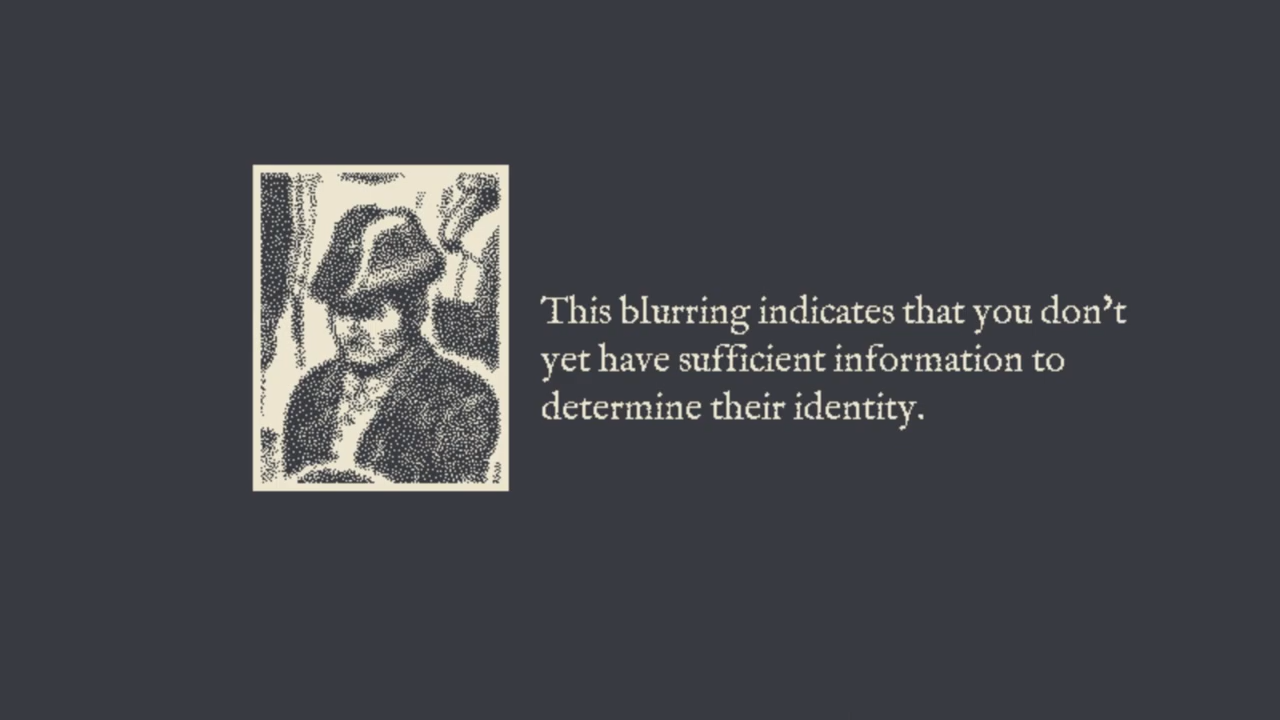 This blurring indicates that you don’t
yet have sufficient information to
determine their identity.